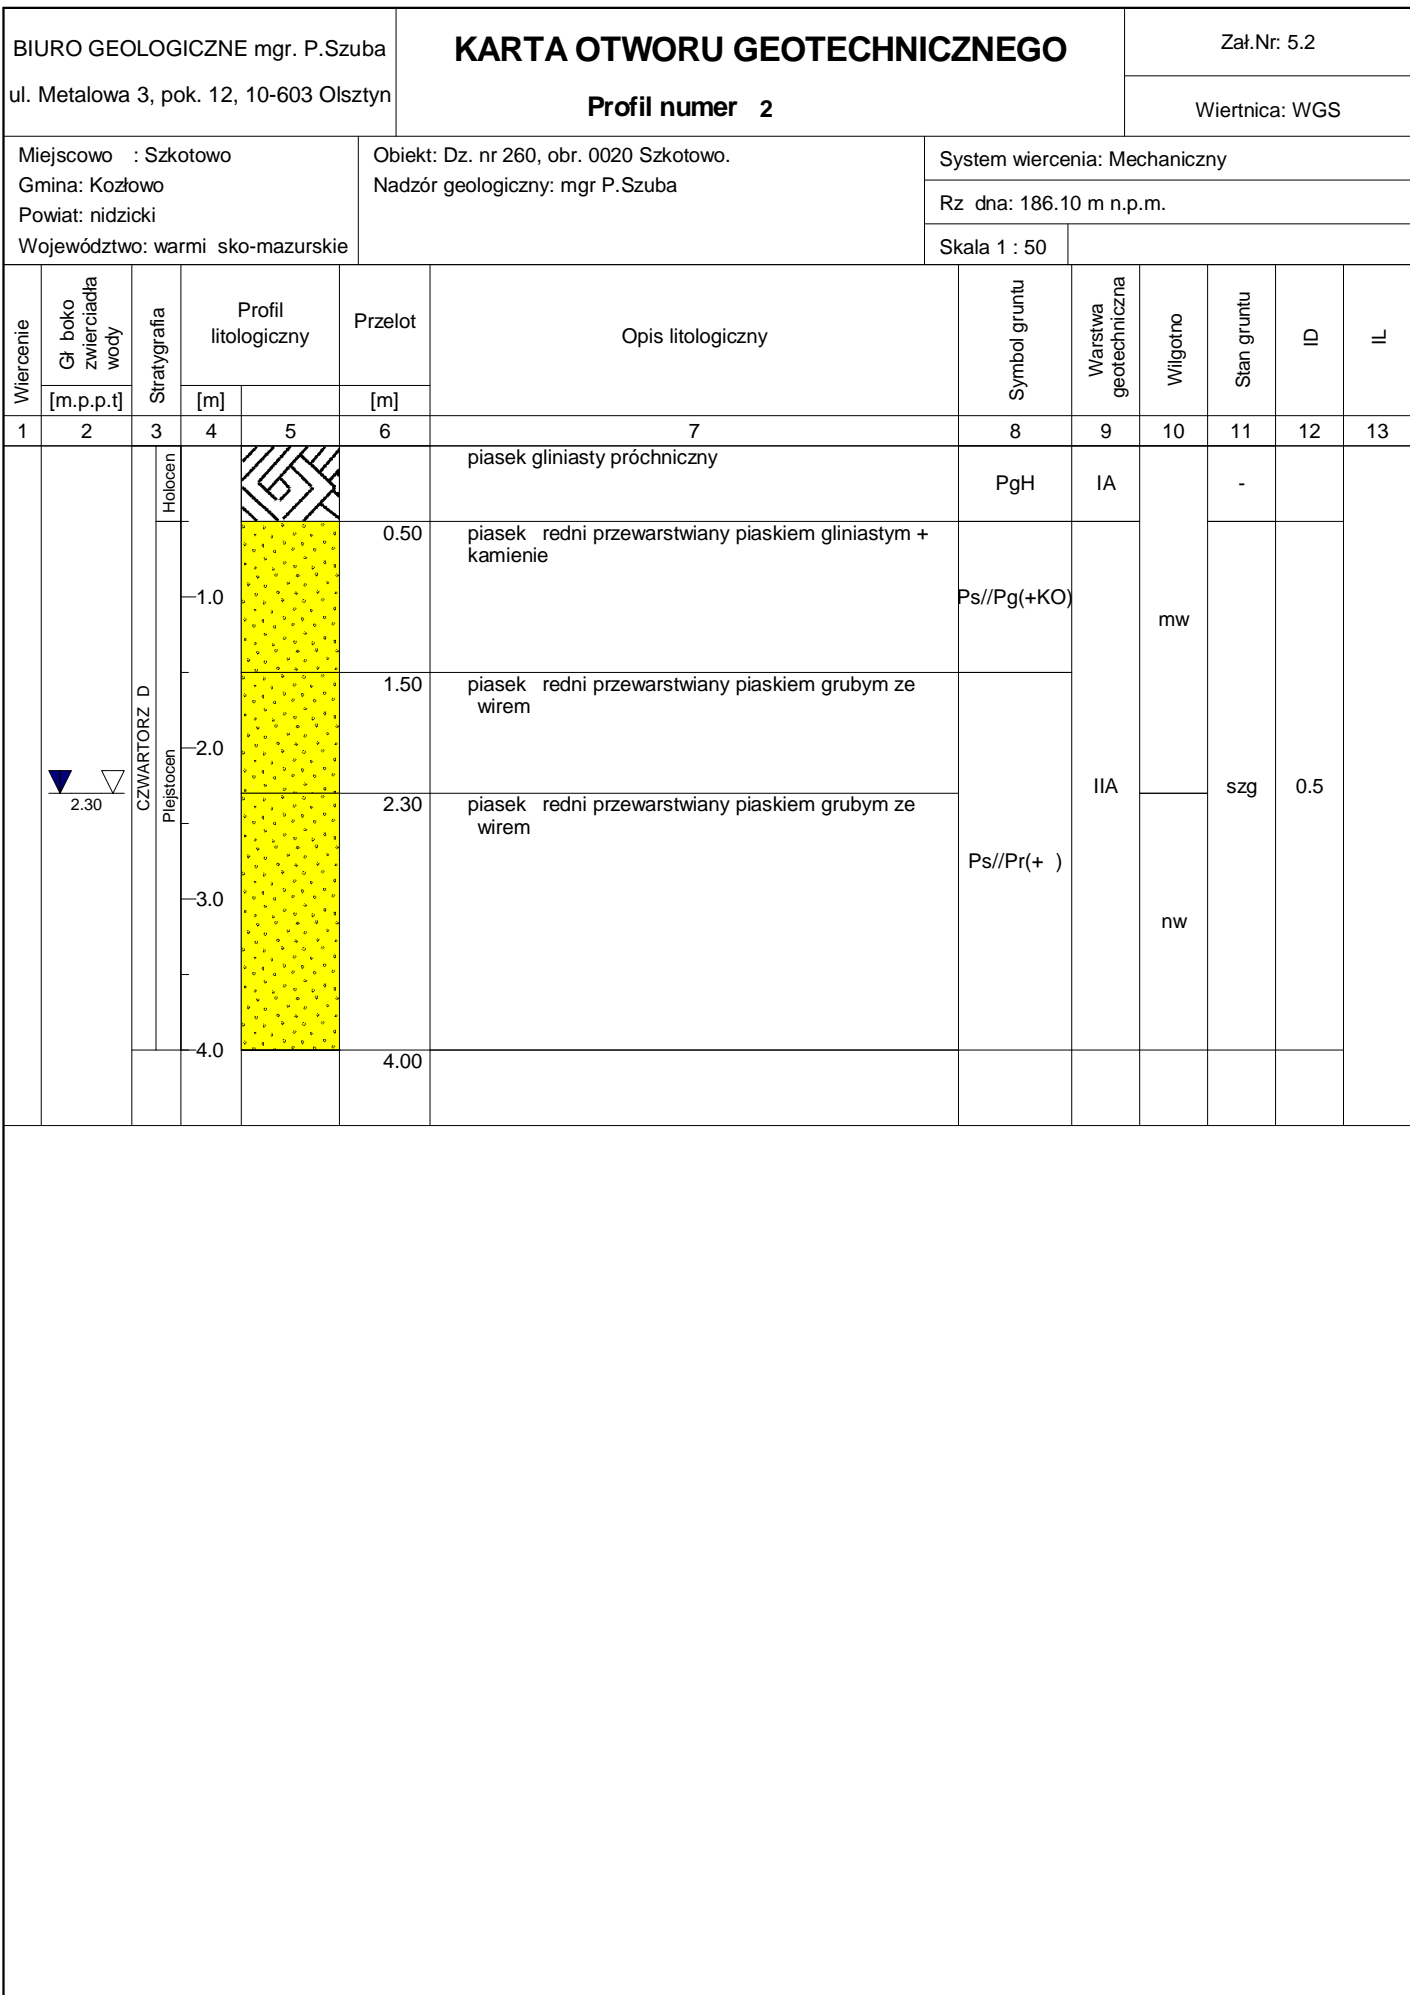 BIURO GEOLOGICZNE mgr. P.Szuba
ul. Metalowa 3, pok. 12, 10-603 Olsztyn
KARTA OTWORU GEOTECHNICZNEGO
Profil numer 2
Zał.Nr: 5.2
Wiertnica: WGS
Miejscowo : Szkotowo
Gmina: Kozłowo
Powiat: nidzicki
Województwo: warmi sko-mazurskie
Obiekt: Dz. nr 260, obr. 0020 Szkotowo.
Nadzór geologiczny: mgr P.Szuba
System wiercenia: Mechaniczny
Rz dna: 186.10 m n.p.m.
Skala 1 : 50
Wiercenie
Gł boko
zwierciadła
wody
[m.p.p.t]
Stratygrafia
Profil
litologiczny
[m]
Przelot
[m]
Opis litologiczny
Symbol gruntu
Warstwa
geotechniczna
Wilgotno
Stan gruntu
ID
IL
1 2 3 4 5 6 7 8 9 10 11 12 13
Holocen
piasek gliniasty próchniczny
PgH IA -
0.50 piasek redni przewarstwiany piaskiem gliniastym +
kamienie
1.0
Ps//Pg(+KO)
mw
1.50 piasek redni przewarstwiany piaskiem grubym ze
wirem
CZWARTORZ D
Plejstocen
2.0
2.30
2.30 piasek redni przewarstwiany piaskiem grubym ze
wirem
IIA szg 0.5
Ps//Pr(+ )
3.0
nw
4.0
4.00